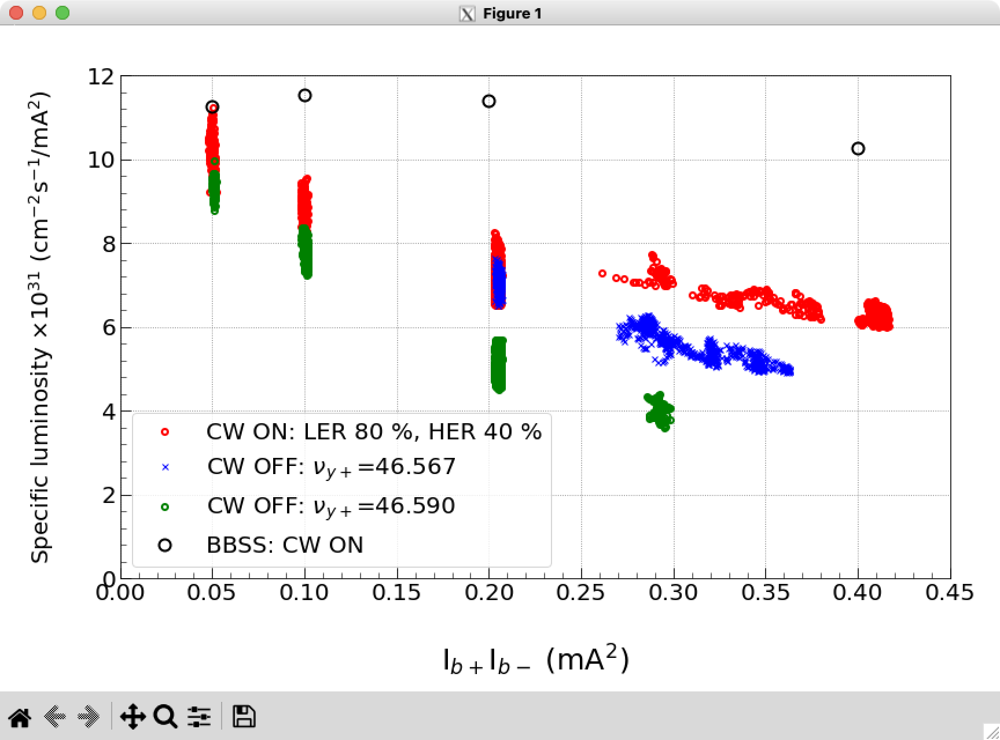 Figure 1
12
10
8
6
4
2
0
Specific luminosity ×10³¹ (cm⁻²s⁻¹/mA²)
CW ON: LER 80 %, HER 40 %
CW OFF: νy+=46.567
CW OFF: νy+=46.590
BBSS: CW ON
0.00 0.05 0.10 0.15 0.20 0.25 0.30 0.35 0.40 0.45
Ib+Ib− (mA²)